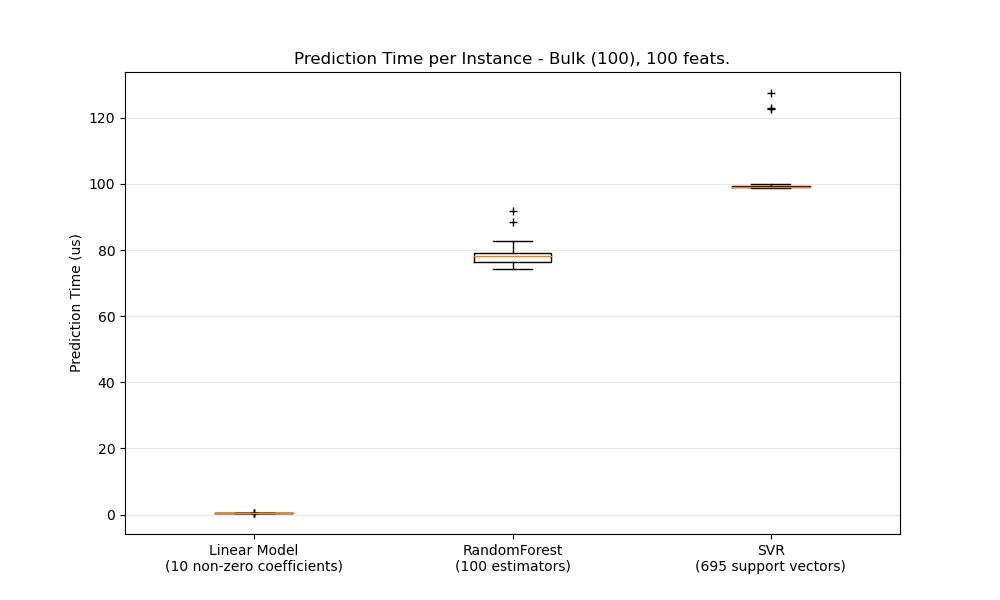 Prediction Time per Instance - Bulk (100), 100 feats.
Prediction Time (us)
120
100
80
60
40
20
0
Linear Model
(10 non-zero coefficients)
RandomForest
(100 estimators)
SVR
(695 support vectors)